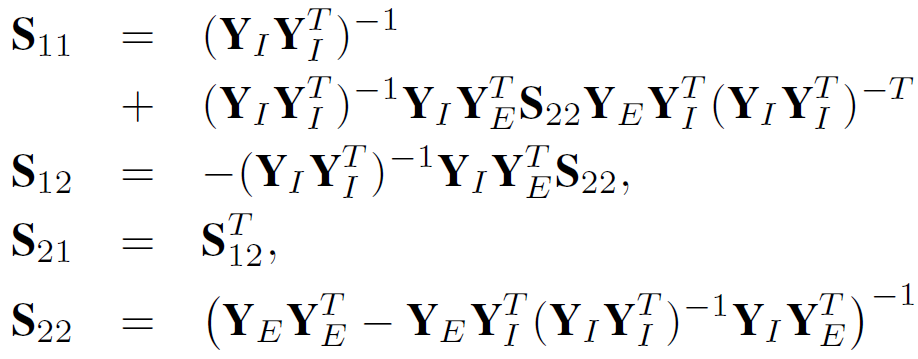 S₁₁ = (Y_I Y_I^T)^{-1}
+ (Y_I Y_I^T)^{-1} Y_I Y_E^T S₂₂ Y_E Y_I^T (Y_I Y_I^T)^{-T}
S₁₂ = -(Y_I Y_I^T)^{-1} Y_I Y_E^T S₂₂,
S₂₁ = S₁₂^T,
S₂₂ = (Y_E Y_E^T - Y_E Y_I^T (Y_I Y_I^T)^{-1} Y_I Y_E^T)^{-1}